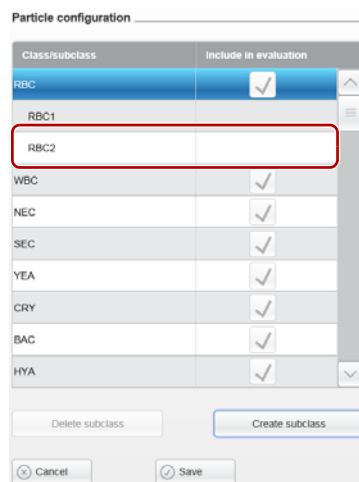 Particle configuration
Class/subclass Include in evaluation
RBC
RBC1
RBC2
WBC
NEC
SEC
YEA
CRY
BAC
HYA
Delete subclass Create subclass
Cancel Save